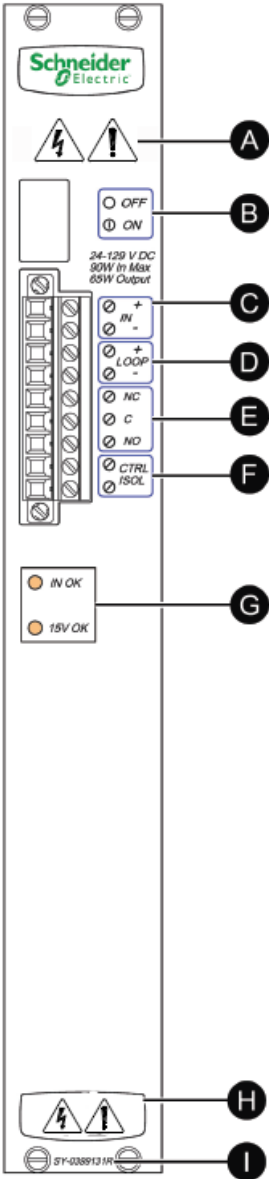 Schneider
Electric
A
OFF
ON
B
24-129 V DC
90W In Max
65W Output
+
IN
-
C
+
LOOP
-
D
NC
C
NO
E
CTRL
ISOL
F
IN OK
15V OK
G
H
SY-0399131R
I